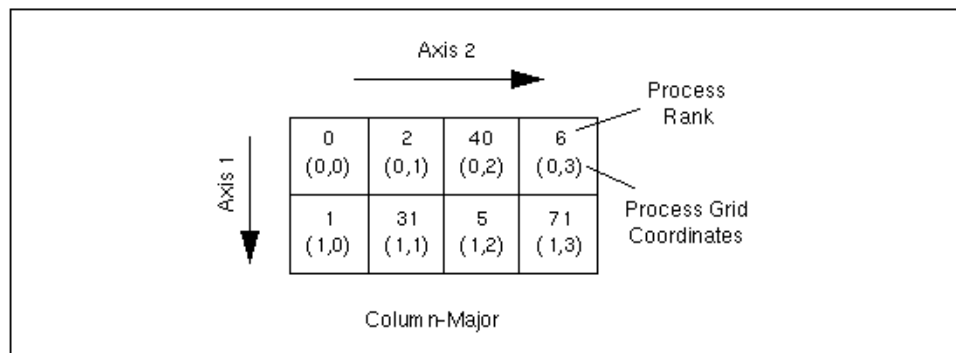 Axis 2
Process
Rank
0 2 40 6
(0,0) (0,1) (0,2) (0,3)
Axis 1
1 31 5 71
(1,0) (1,1) (1,2) (1,3)
Process Grid
Coordinates
Column-Major